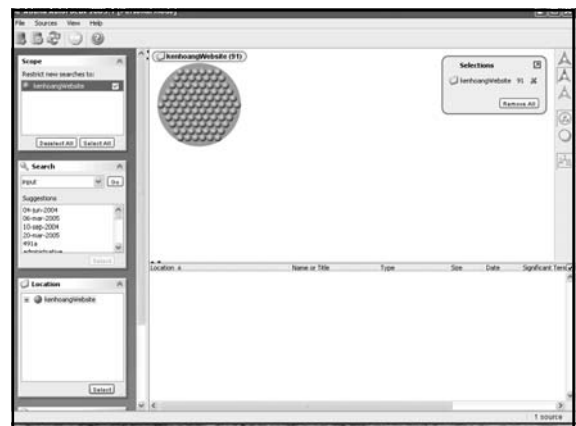 File Sources View Help
Scope
Restrict new searches to:
kenhoangWebsite
Deselect All Select All
Search
input Go
Suggestions
04-jun-2004
06-mar-2005
10-sep-2004
20-mar-2005
491a
administrative
Select
Location
kenhoangWebsite
Select
kenhoangWebsite (91)
Selections
kenhoangWebsite 91
Remove All
Location Name or Title Type Size Date Significant Terms
1 source